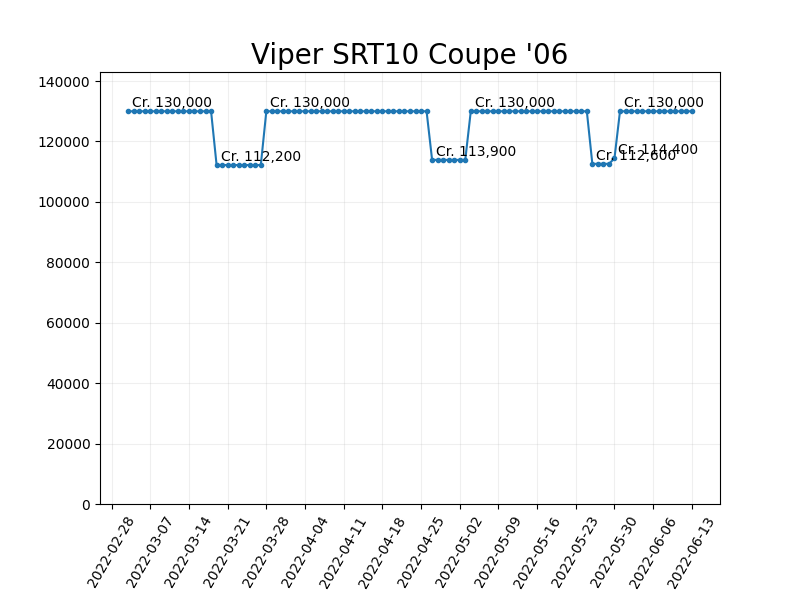 Viper SRT10 Coupe '06
140000
120000
100000
80000
60000
40000
20000
0
Cr. 130,000
Cr. 112,200
Cr. 130,000
Cr. 113,900
Cr. 130,000
Cr. 112,600
Cr. 114,400
Cr. 130,000
2022-02-28
2022-03-07
2022-03-14
2022-03-21
2022-03-28
2022-04-04
2022-04-11
2022-04-18
2022-04-25
2022-05-02
2022-05-09
2022-05-16
2022-05-23
2022-05-30
2022-06-06
2022-06-13